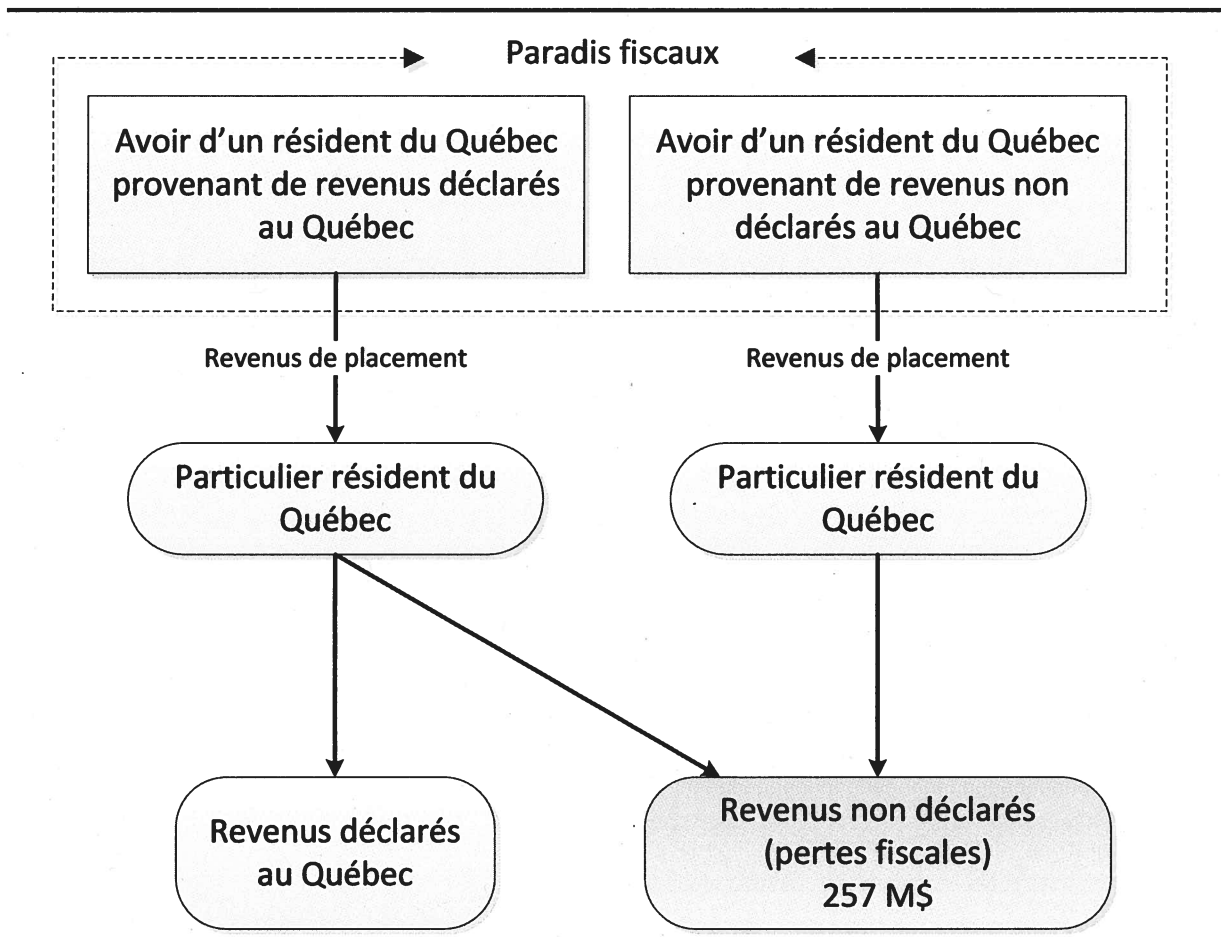 Paradis fiscaux
Avoir d'un résident du Québec
provenant de revenus déclarés
au Québec
Avoir d'un résident du Québec
provenant de revenus non
déclarés au Québec
Revenus de placement
Revenus de placement
Particulier résident du
Québec
Particulier résident du
Québec
Revenus déclarés
au Québec
Revenus non déclarés
(pertes fiscales)
257 M$